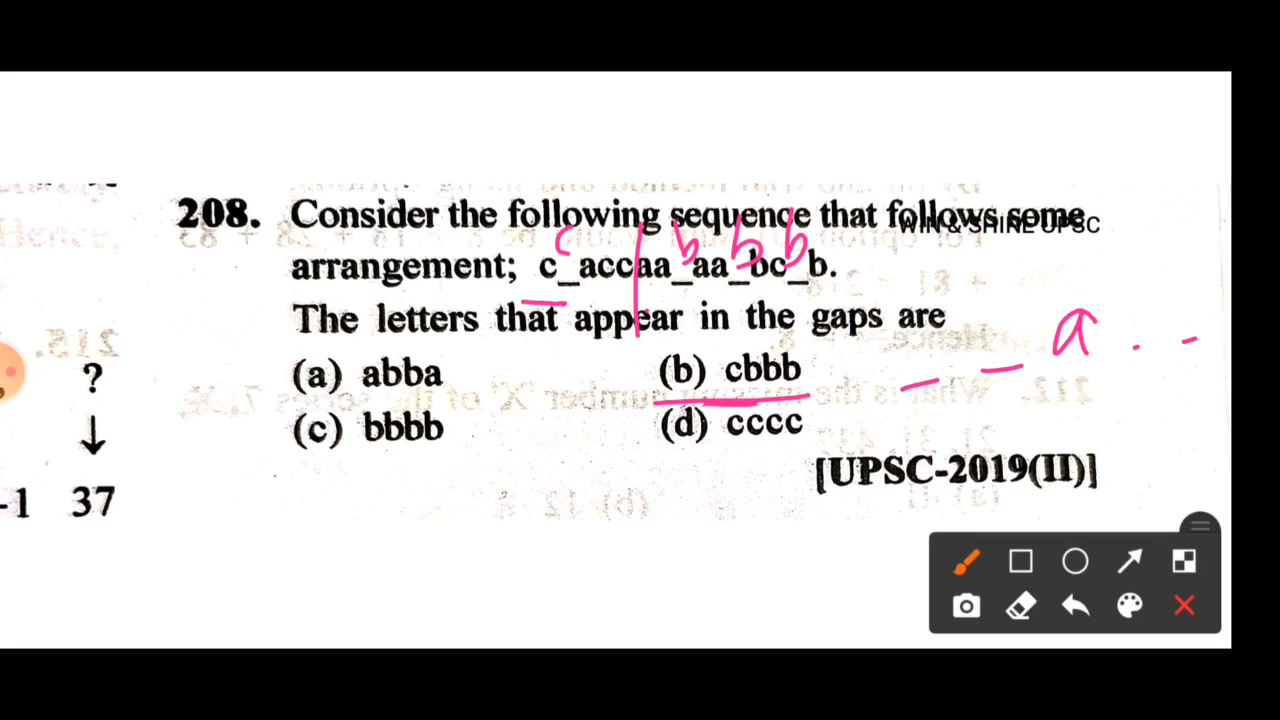 208. Consider the following sequence that follows some
WIN & SHINE UPSC
c b b b
arrangement; c_accaa_aa_bc_b.
The letters that appear in the gaps are
_ _ a . -
(a) abba (b) cbbb
(c) bbbb (d) cccc
[UPSC-2019(II)]
?
↓
-1 37